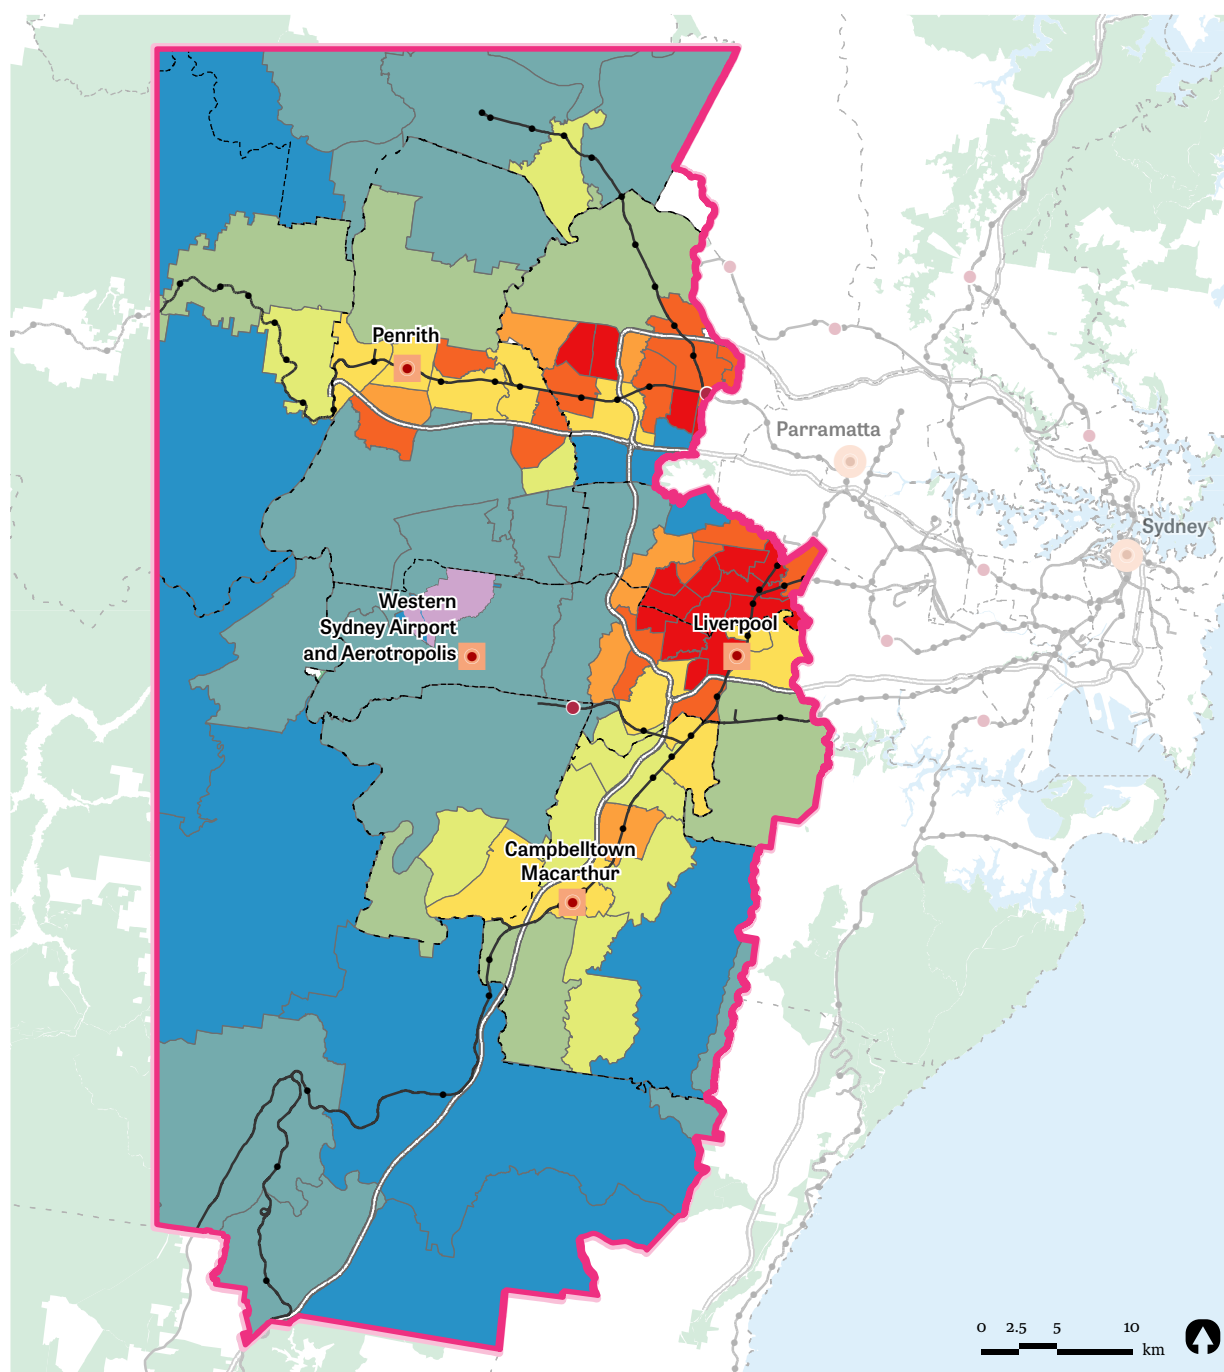 Penrith
Parramatta
Sydney
Western
Sydney Airport
and Aerotropolis
Liverpool
Campbelltown
Macarthur
0 2.5 5 10
km